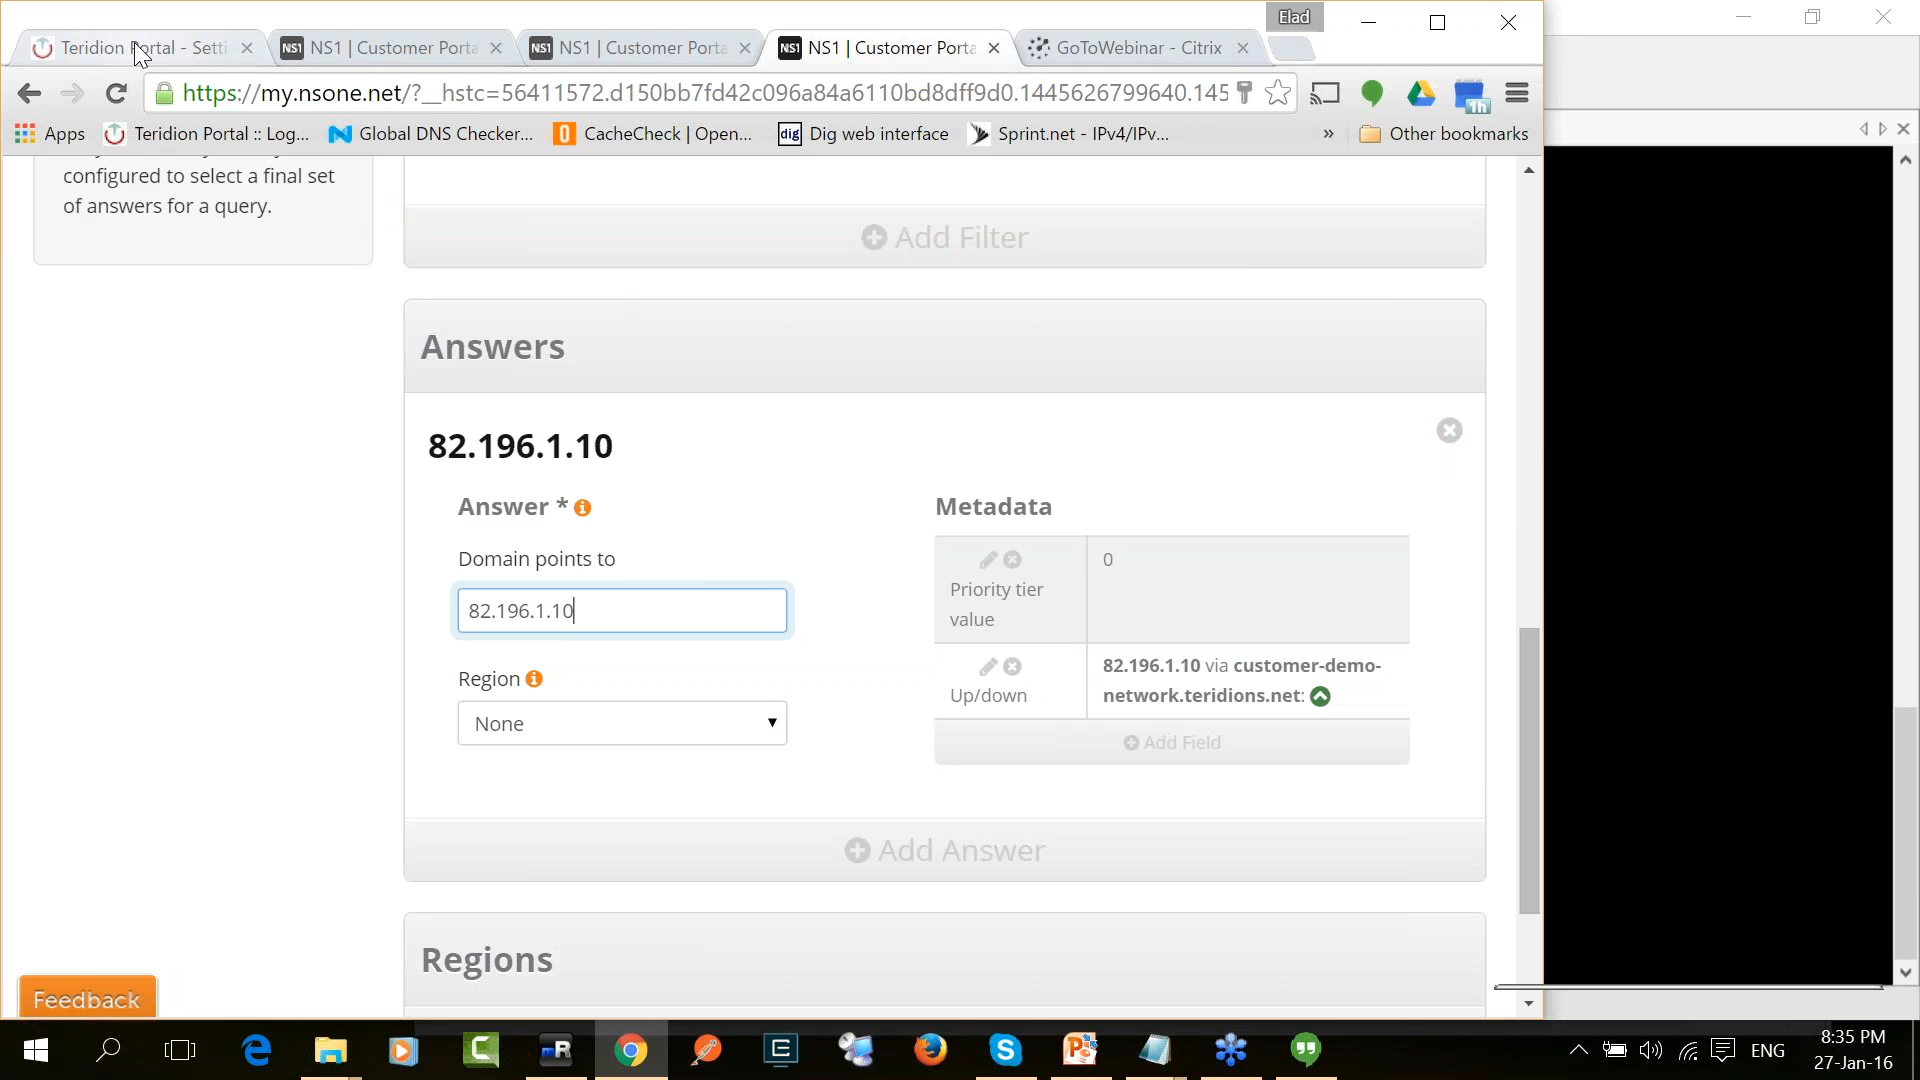 Elad
Teridion Portal - Setti
NS1 | Customer Porta
NS1 | Customer Porta
NS1 | Customer Porta
GoToWebinar - Citrix
https://my.nsone.net/?__hstc=56411572.d150bb7fd42c096a84a6110bd8dff9d0.1445626799640.145
1h
Apps
Teridion Portal :: Log...
Global DNS Checker...
CacheCheck | Open...
dig
Dig web interface
Sprint.net - IPv4/IPv...
»
Other bookmarks
configured to select a final set
of answers for a query.
Add Filter
Answers
82.196.1.10
Answer *
Domain points to
82.196.1.10
Region
None
Metadata
Priority tier
value
0
Up/down
82.196.1.10 via customer-demo-
network.teridions.net:
Add Field
Add Answer
Regions
Feedback
ENG
8:35 PM
27-Jan-16